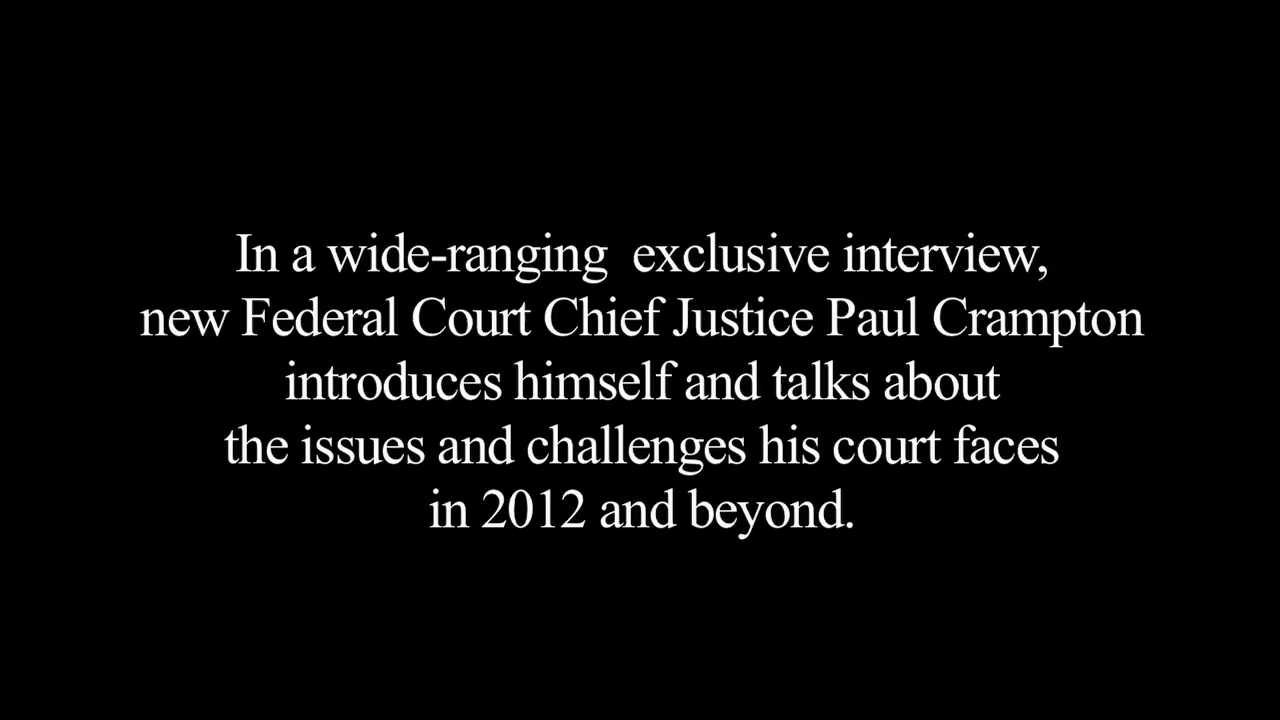 In a wide-ranging  exclusive interview,
new Federal Court Chief Justice Paul Crampton
introduces himself and talks about
the issues and challenges his court faces
in 2012 and beyond.